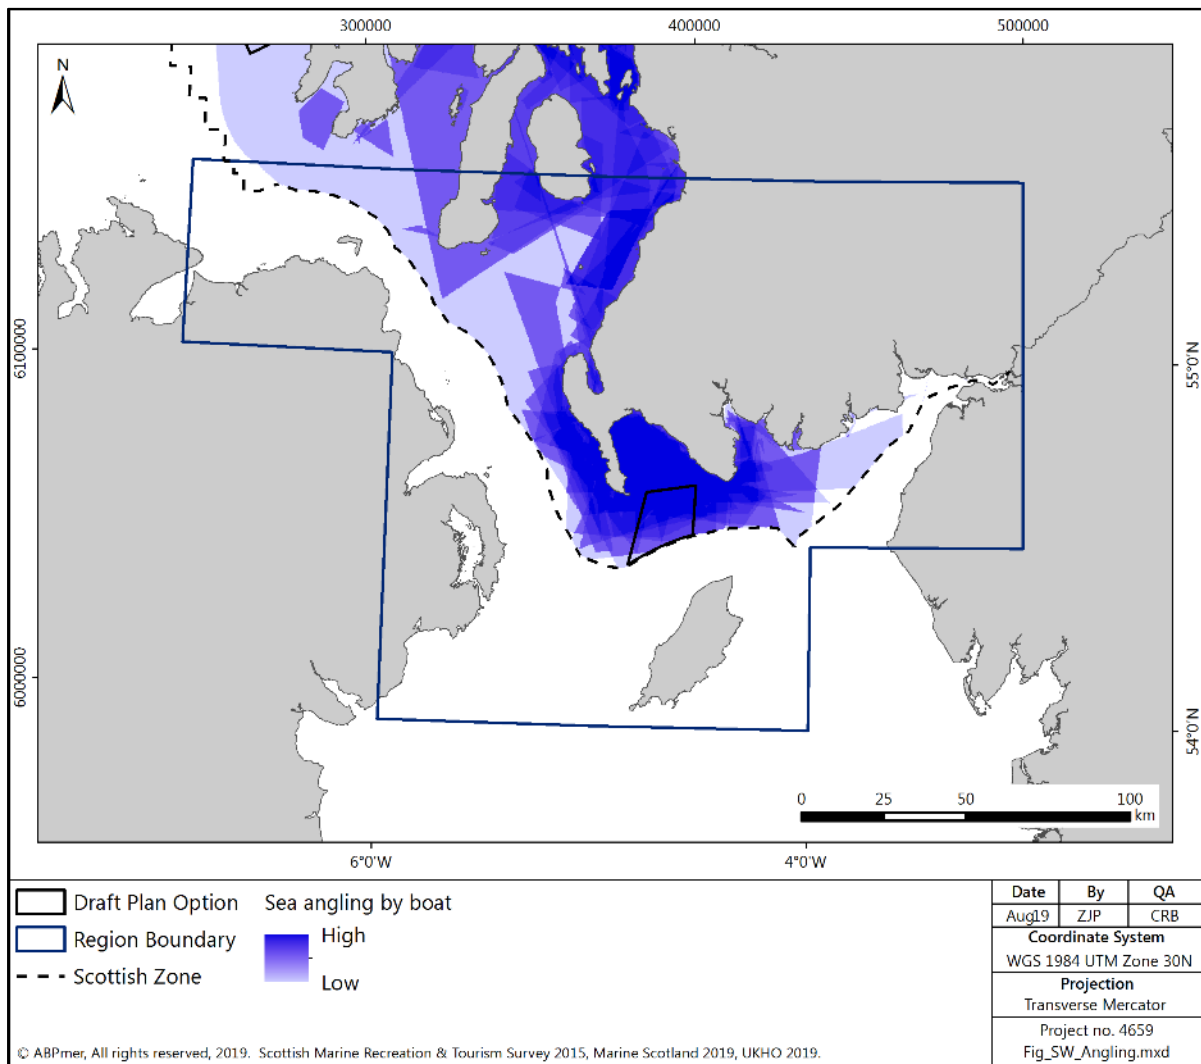 300000
400000
500000
N
6100000
6000000
55°0'N
54°0'N
0
25
50
100
km
6°0'W
4°0'W
Draft Plan Option
Region Boundary
Scottish Zone
Sea angling by boat
High
Low
Date By QA
Aug19 ZJP CRB
Coordinate System
WGS 1984 UTM Zone 30N
Projection
Transverse Mercator
Project no. 4659
Fig_SW_Angling.mxd
© ABPmer, All rights reserved, 2019. Scottish Marine Recreation & Tourism Survey 2015, Marine Scotland 2019, UKHO 2019.